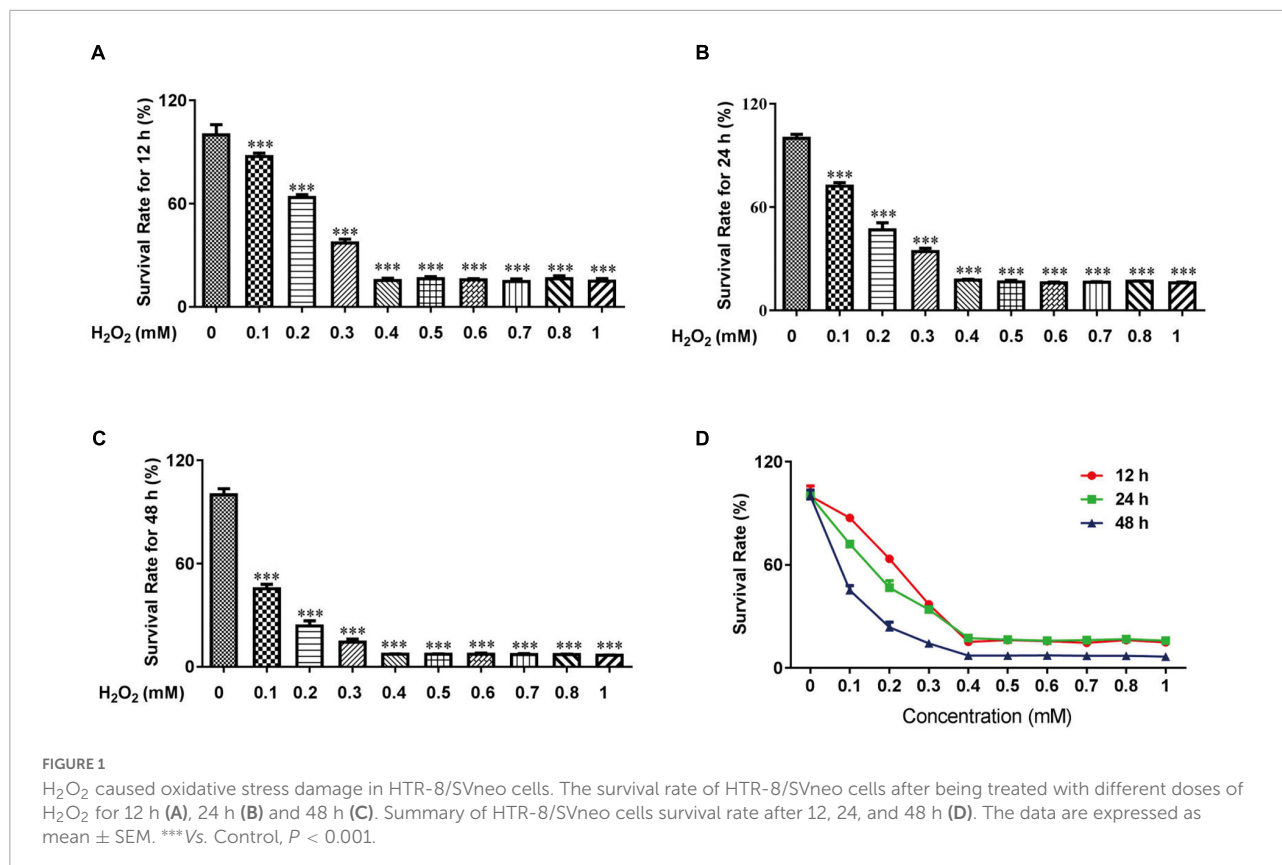 A
Survival Rate for 12 h (%)
120
60
0
*** *** *** *** *** *** *** *** ***
H₂O₂ (mM) 0 0.1 0.2 0.3 0.4 0.5 0.6 0.7 0.8 1
B
Survival Rate for 24 h (%)
120
60
0
*** *** *** *** *** *** *** *** ***
H₂O₂ (mM) 0 0.1 0.2 0.3 0.4 0.5 0.6 0.7 0.8 1
C
Survival Rate for 48 h (%)
120
60
0
*** *** *** *** *** *** *** *** ***
H₂O₂ (mM) 0 0.1 0.2 0.3 0.4 0.5 0.6 0.7 0.8 1
D
Survival Rate (%)
120
60
0
12 h
24 h
48 h
0 0.1 0.2 0.3 0.4 0.5 0.6 0.7 0.8 1
Concentration (mM)
FIGURE 1
H₂O₂ caused oxidative stress damage in HTR-8/SVneo cells. The survival rate of HTR-8/SVneo cells after being treated with different doses of
H₂O₂ for 12 h (A), 24 h (B) and 48 h (C). Summary of HTR-8/SVneo cells survival rate after 12, 24, and 48 h (D). The data are expressed as
mean ± SEM. ***Vs. Control, P < 0.001.